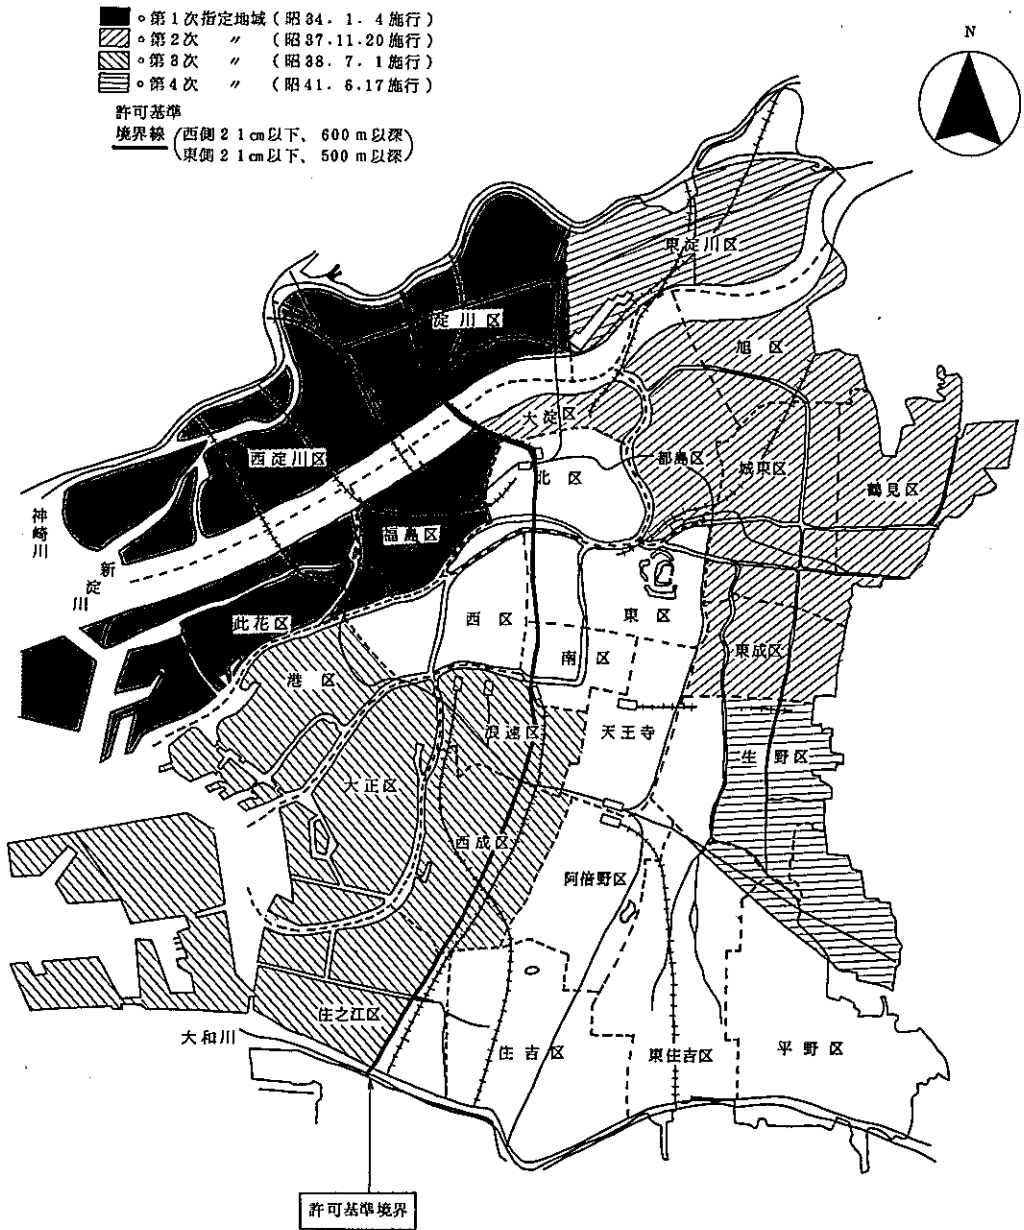 。第1次指定地域(昭34.1.4施行)
。第2次 〃 (昭37.11.20施行)
。第3次 〃 (昭38.7.1施行)
。第4次 〃 (昭41.6.17施行)
許可基準
境界線(西側21cm以下、600m以深)
(東側21cm以下、500m以深)
N
東淀川区
淀川区
旭区
大淀区
西淀川区
都島区
城東区
北区
鶴見区
神崎川
福島区
新淀川
此花区
西区
東区
東成区
南区
港区
浪速区
天王寺
生野区
大正区
西成区
阿倍野区
住之江区
大和川
住吉区
東住吉区
平野区
許可基準境界